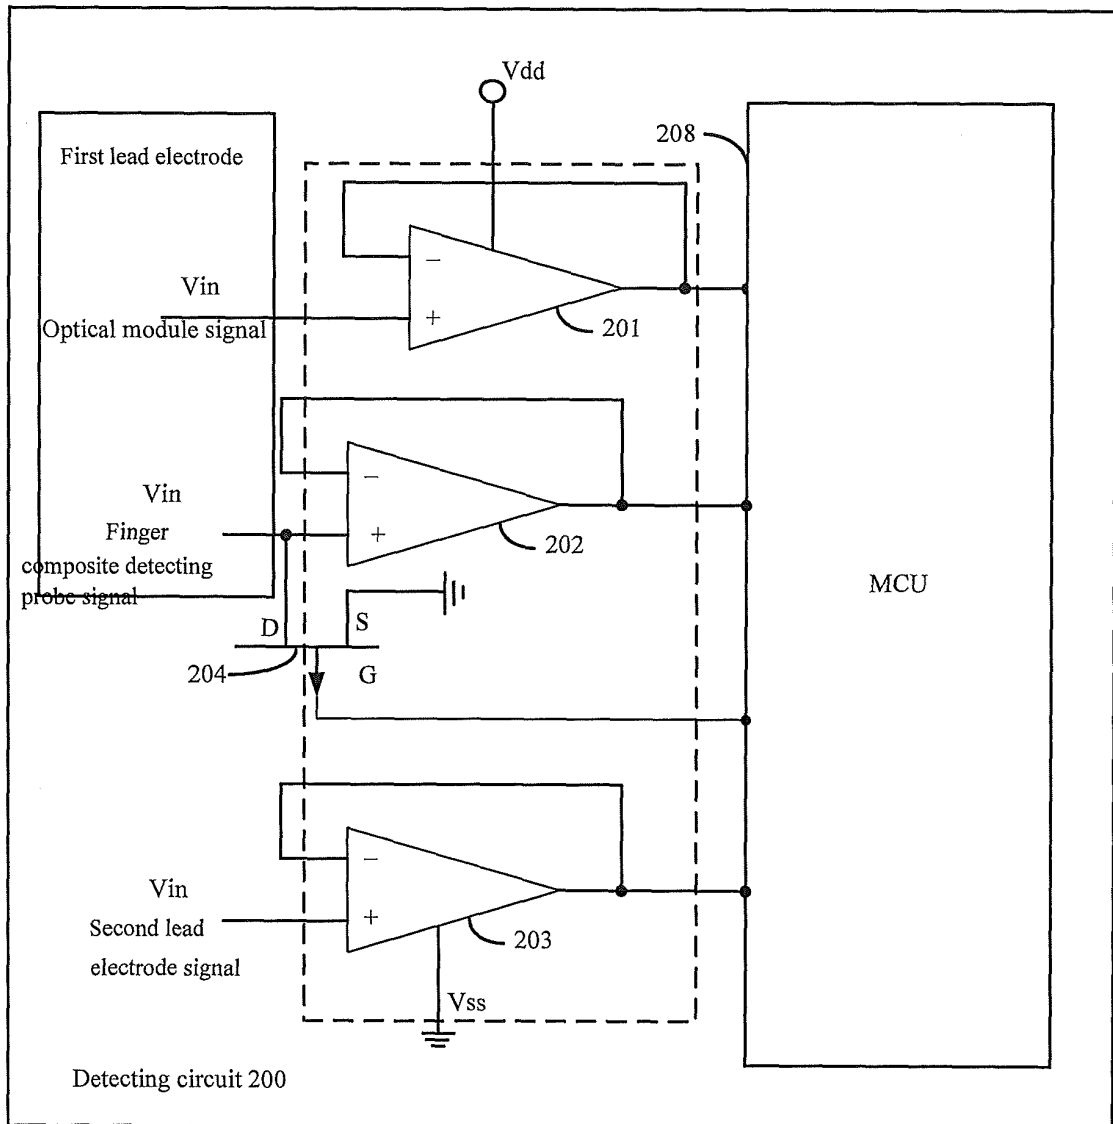 Vdd
208
First lead electrode
−
Vin
+
Optical module signal
201
−
Vin
Finger
+
202
composite detecting
probe signal
MCU
D
S
204
G
−
Vin
+
Second lead
203
electrode signal
Vss
Detecting circuit 200